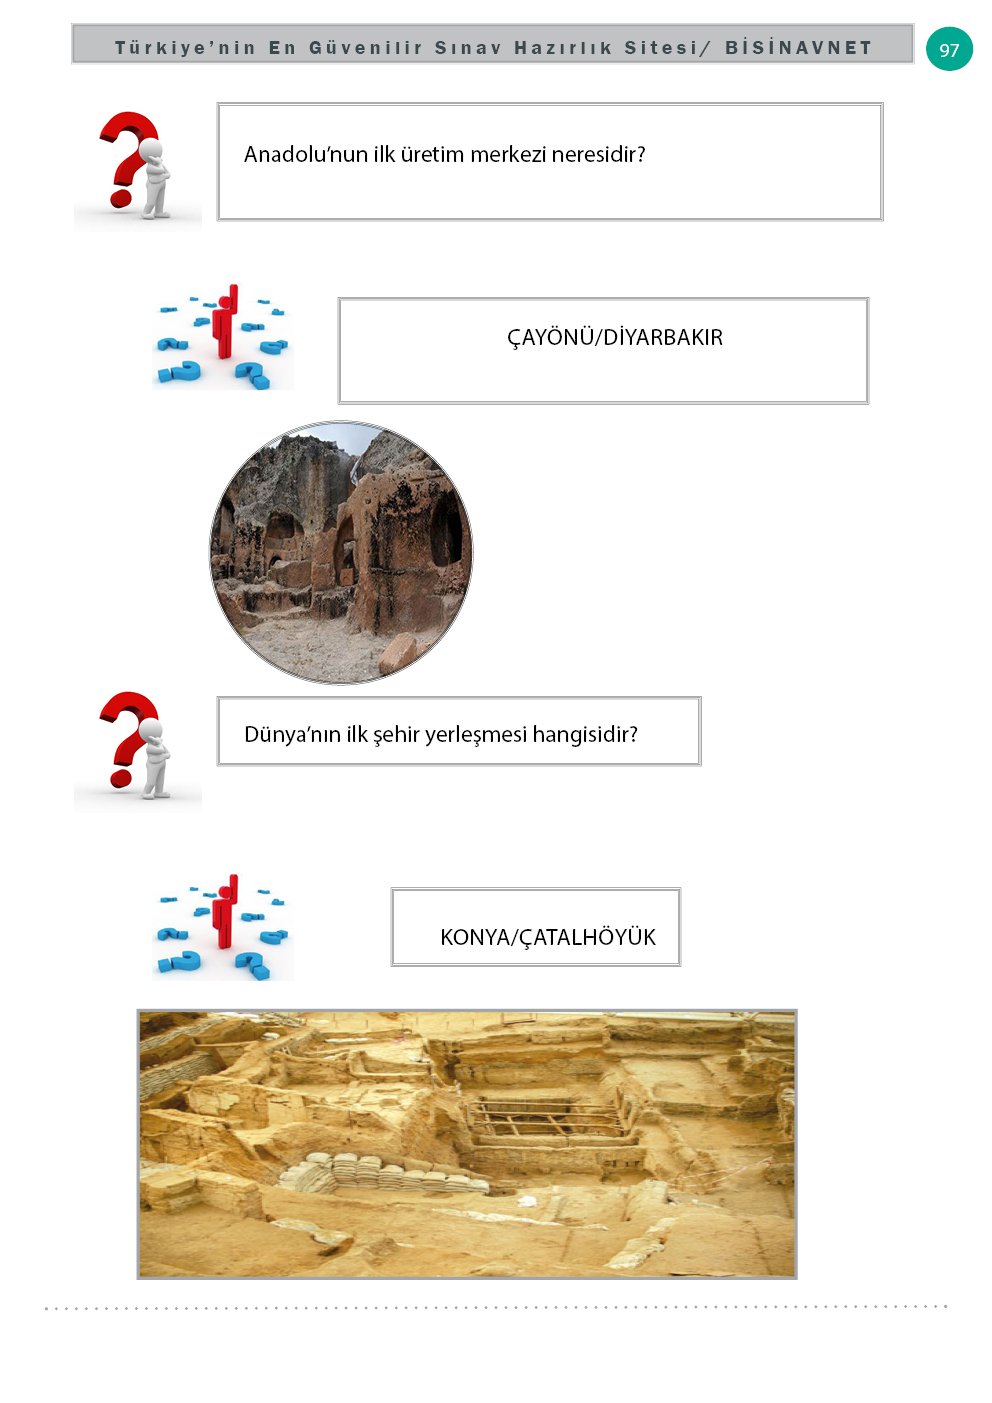 Türkiye’nin En Güvenilir Sınav Hazırlık Sitesi/ BİSİNAVNET
97
Anadolu’nun ilk üretim merkezi neresidir?
ÇAYÖNÜ/DİYARBAKIR
Dünya’nın ilk şehir yerleşmesi hangisidir?
KONYA/ÇATALHÖYÜK